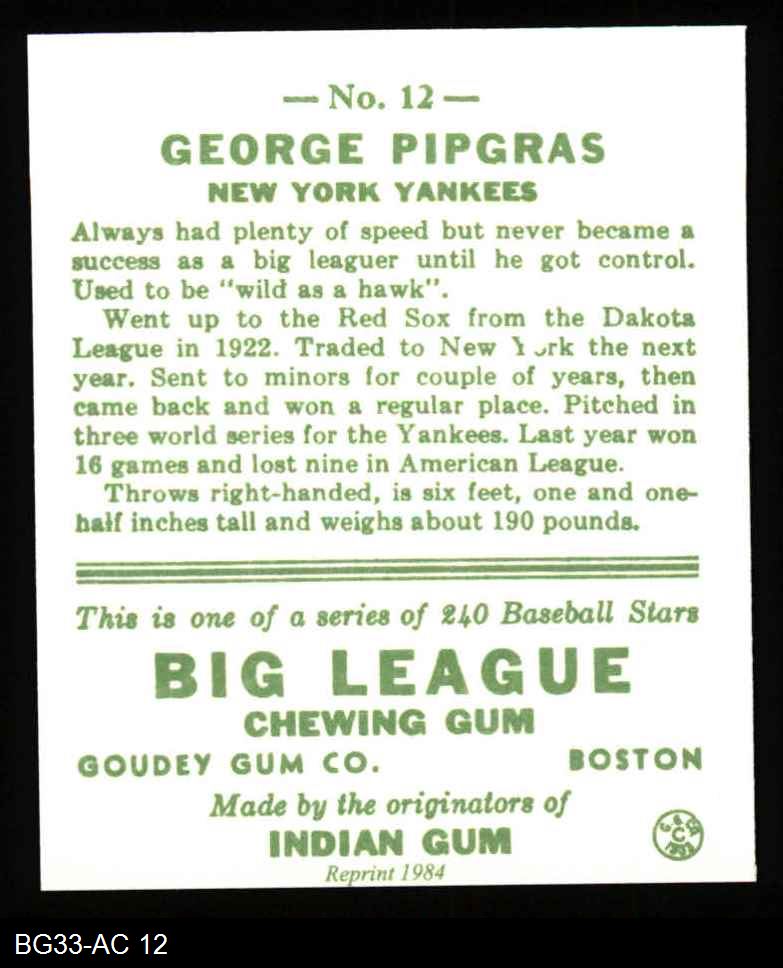 — No. 12 —
GEORGE PIPGRAS
NEW YORK YANKEES
Always had plenty of speed but never became a
success as a big leaguer until he got control.
Used to be "wild as a hawk".
Went up to the Red Sox from the Dakota
League in 1922. Traded to New York the next
year. Sent to minors for couple of years, then
came back and won a regular place. Pitched in
three world series for the Yankees. Last year won
16 games and lost nine in American League.
Throws right-handed, is six feet, one and one-
half inches tall and weighs about 190 pounds.
This is one of a series of 240 Baseball Stars
BIG LEAGUE
CHEWING GUM
GOUDEY GUM CO. BOSTON
Made by the originators of
INDIAN GUM
Reprint 1984
C
BG33-AC 12